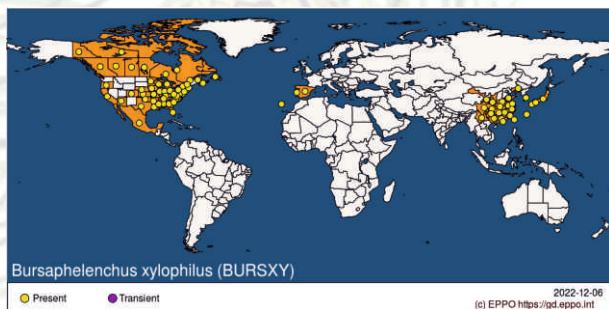 Bursaphelenchus xylophilus (BURSXY)
Present Transient 2022-12-06
(c) EPPO https://gd.eppo.int